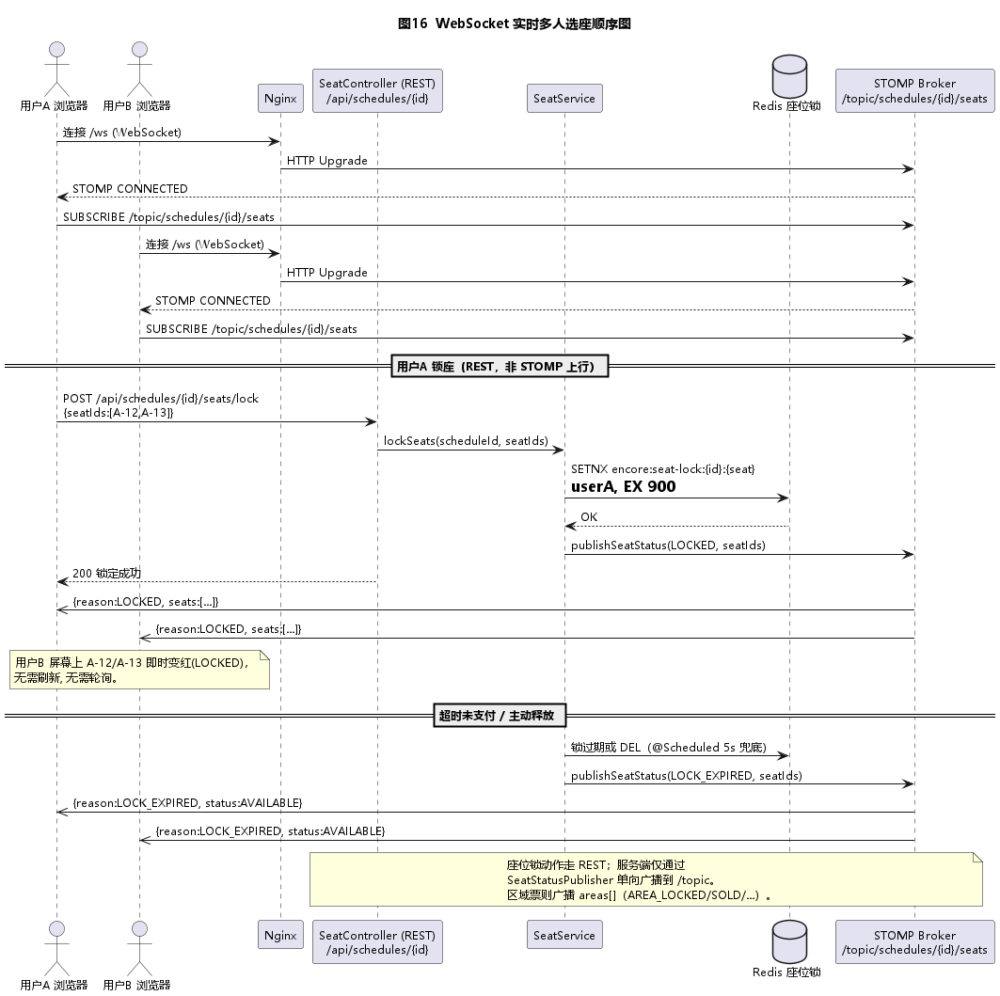 图16 WebSocket 实时多人选座顺序图
用户A 浏览器
用户B 浏览器
Nginx
SeatController (REST)
/api/schedules/{id}
SeatService
Redis 座位锁
STOMP Broker
/topic/schedules/{id}/seats
连接 /ws (WebSocket)
HTTP Upgrade
STOMP CONNECTED
SUBSCRIBE /topic/schedules/{id}/seats
连接 /ws (WebSocket)
HTTP Upgrade
STOMP CONNECTED
SUBSCRIBE /topic/schedules/{id}/seats
用户A 锁座（REST，非 STOMP 上行）
POST /api/schedules/{id}/seats/lock
{seatIds:[A-12,A-13]}
lockSeats(scheduleId, seatIds)
SETNX encore:seat-lock:{id}:{seat}
userA, EX 900
OK
publishSeatStatus(LOCKED, seatIds)
200 锁定成功
{reason:LOCKED, seats:[...]}
{reason:LOCKED, seats:[...]}
用户B 屏幕上 A-12/A-13 即时变红(LOCKED)，
无需刷新, 无需轮询。
超时未支付 / 主动释放
锁过期或 DEL（@Scheduled 5s 兜底）
publishSeatStatus(LOCK_EXPIRED, seatIds)
{reason:LOCK_EXPIRED, status:AVAILABLE}
{reason:LOCK_EXPIRED, status:AVAILABLE}
座位锁动作走 REST；服务端仅通过
SeatStatusPublisher 单向广播到 /topic。
区域票则广播 areas[]（AREA_LOCKED/SOLD/...）。
用户A 浏览器
用户B 浏览器
Nginx
SeatController (REST)
/api/schedules/{id}
SeatService
Redis 座位锁
STOMP Broker
/topic/schedules/{id}/seats